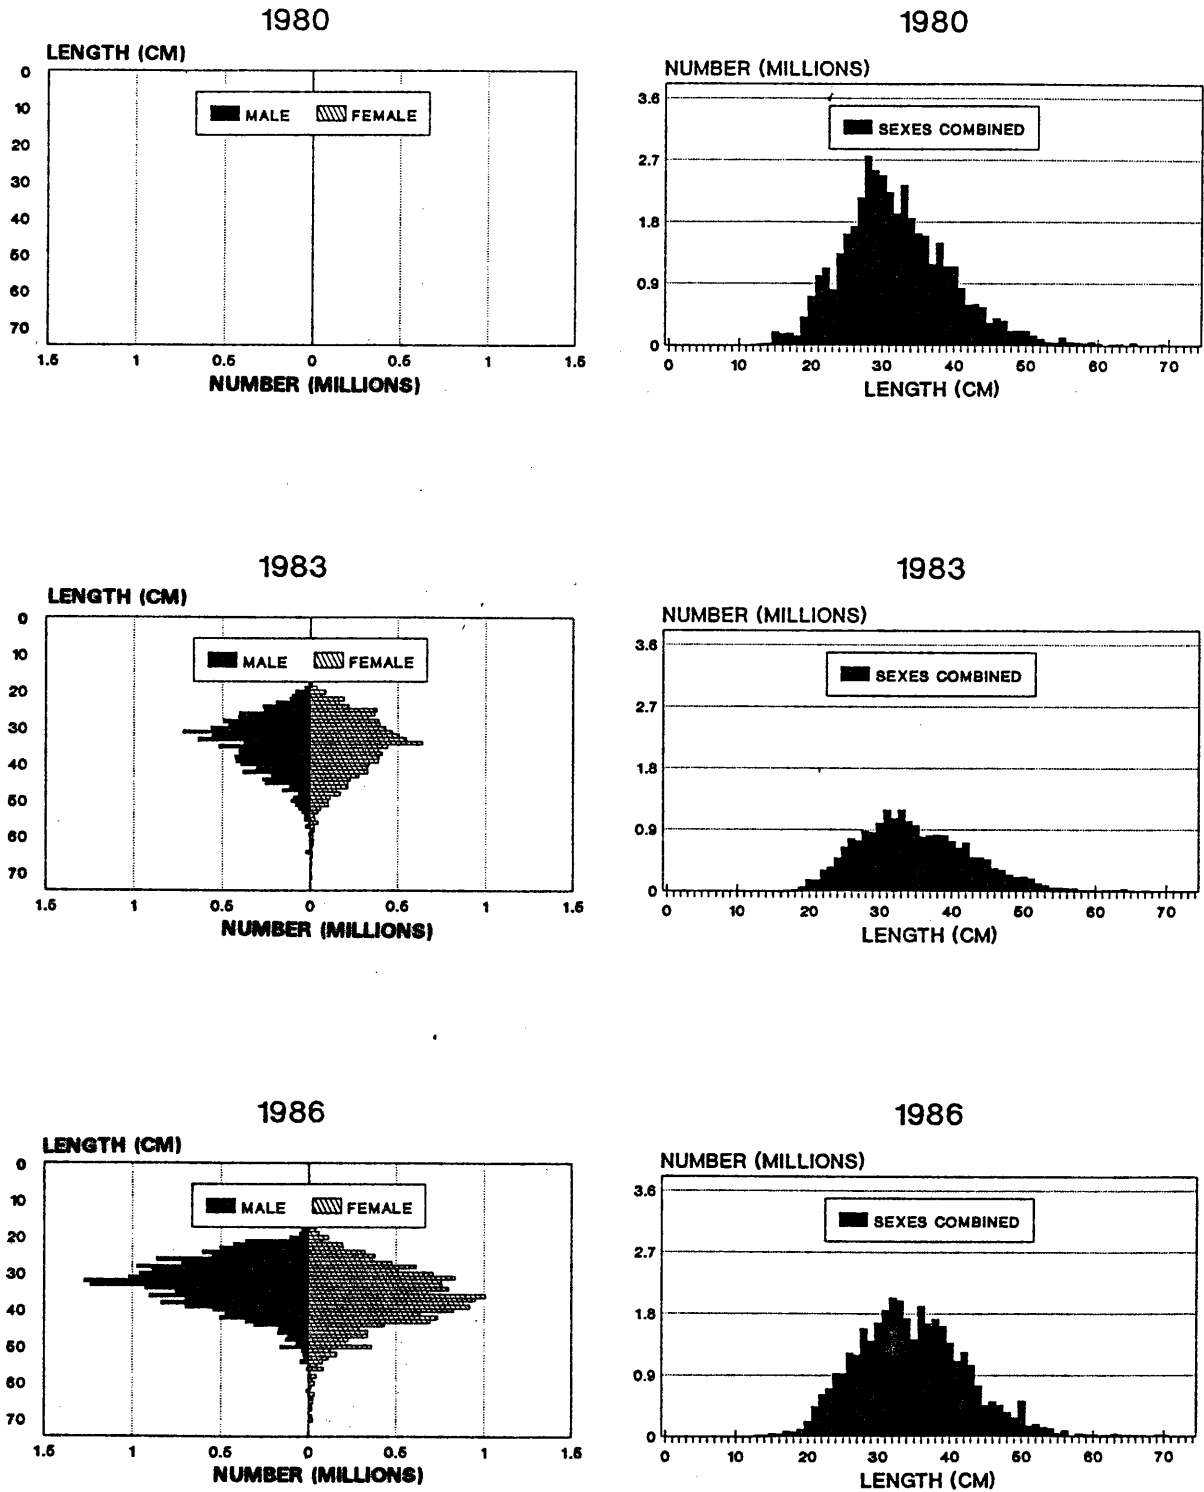 1980
LENGTH (CM)
MALE FEMALE
0
10
20
30
40
50
60
70
1.5 1 0.5 0 0.5 1 1.5
NUMBER (MILLIONS)
1980
NUMBER (MILLIONS)
SEXES COMBINED
3.6
2.7
1.8
0.9
0
0 10 20 30 40 50 60 70
LENGTH (CM)
1983
LENGTH (CM)
MALE FEMALE
0
10
20
30
40
50
60
70
1.5 1 0.5 0 0.5 1 1.5
NUMBER (MILLIONS)
1983
NUMBER (MILLIONS)
SEXES COMBINED
3.6
2.7
1.8
0.9
0
0 10 20 30 40 50 60 70
LENGTH (CM)
1986
LENGTH (CM)
MALE FEMALE
0
10
20
30
40
50
60
70
1.5 1 0.5 0 0.5 1 1.5
NUMBER (MILLIONS)
1986
NUMBER (MILLIONS)
SEXES COMBINED
3.6
2.7
1.8
0.9
0
0 10 20 30 40 50 60 70
LENGTH (CM)